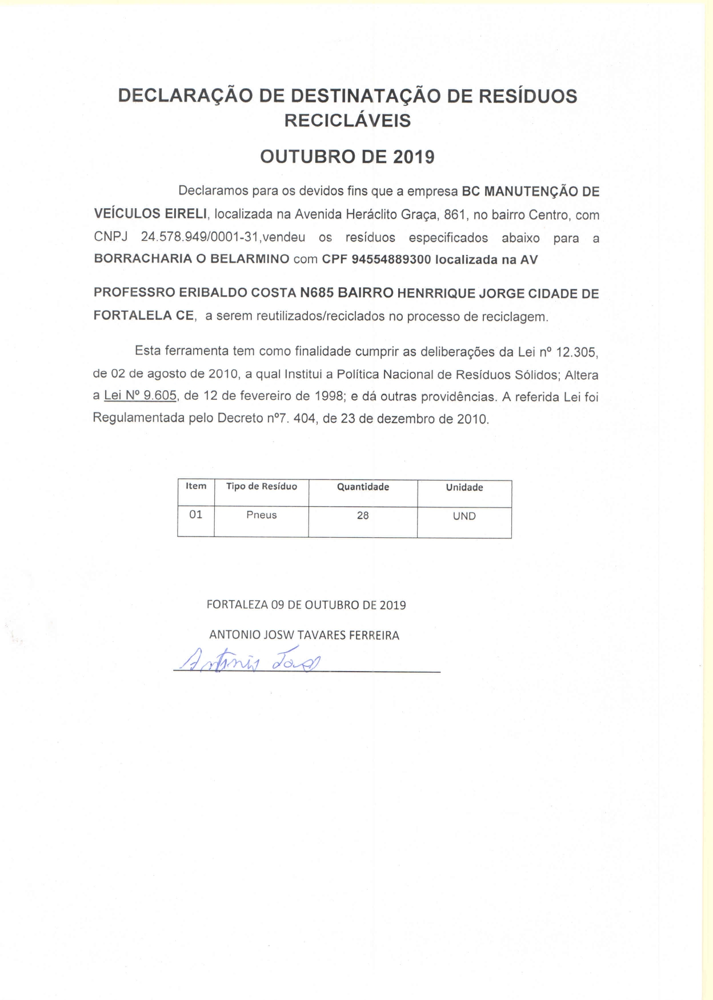 DECLARAÇÃO DE DESTINATAÇÃO DE RESÍDUOS
RECICLÁVEIS
OUTUBRO DE 2019
Declaramos para os devidos fins que a empresa BC MANUTENÇÃO DE
VEÍCULOS EIRELI, localizada na Avenida Heráclito Graça, 861, no bairro Centro, com
CNPJ 24.578.949/0001-31,vendeu os resíduos especificados abaixo para a
BORRACHARIA O BELARMINO com CPF 94554889300 localizada na AV
PROFESSRO ERIBALDO COSTA N685 BAIRRO HENRRIQUE JORGE CIDADE DE
FORTALELA CE, a serem reutilizados/reciclados no processo de reciclagem.
Esta ferramenta tem como finalidade cumprir as deliberações da Lei nº 12.305,
de 02 de agosto de 2010, a qual Institui a Política Nacional de Resíduos Sólidos; Altera
a Lei Nº 9.605, de 12 de fevereiro de 1998; e dá outras providências. A referida Lei foi
Regulamentada pelo Decreto nº7. 404, de 23 de dezembro de 2010.
Item Tipo de Resíduo Quantidade Unidade
01 Pneus 28 UND
FORTALEZA 09 DE OUTUBRO DE 2019
ANTONIO JOSW TAVARES FERREIRA
Antonio Jose